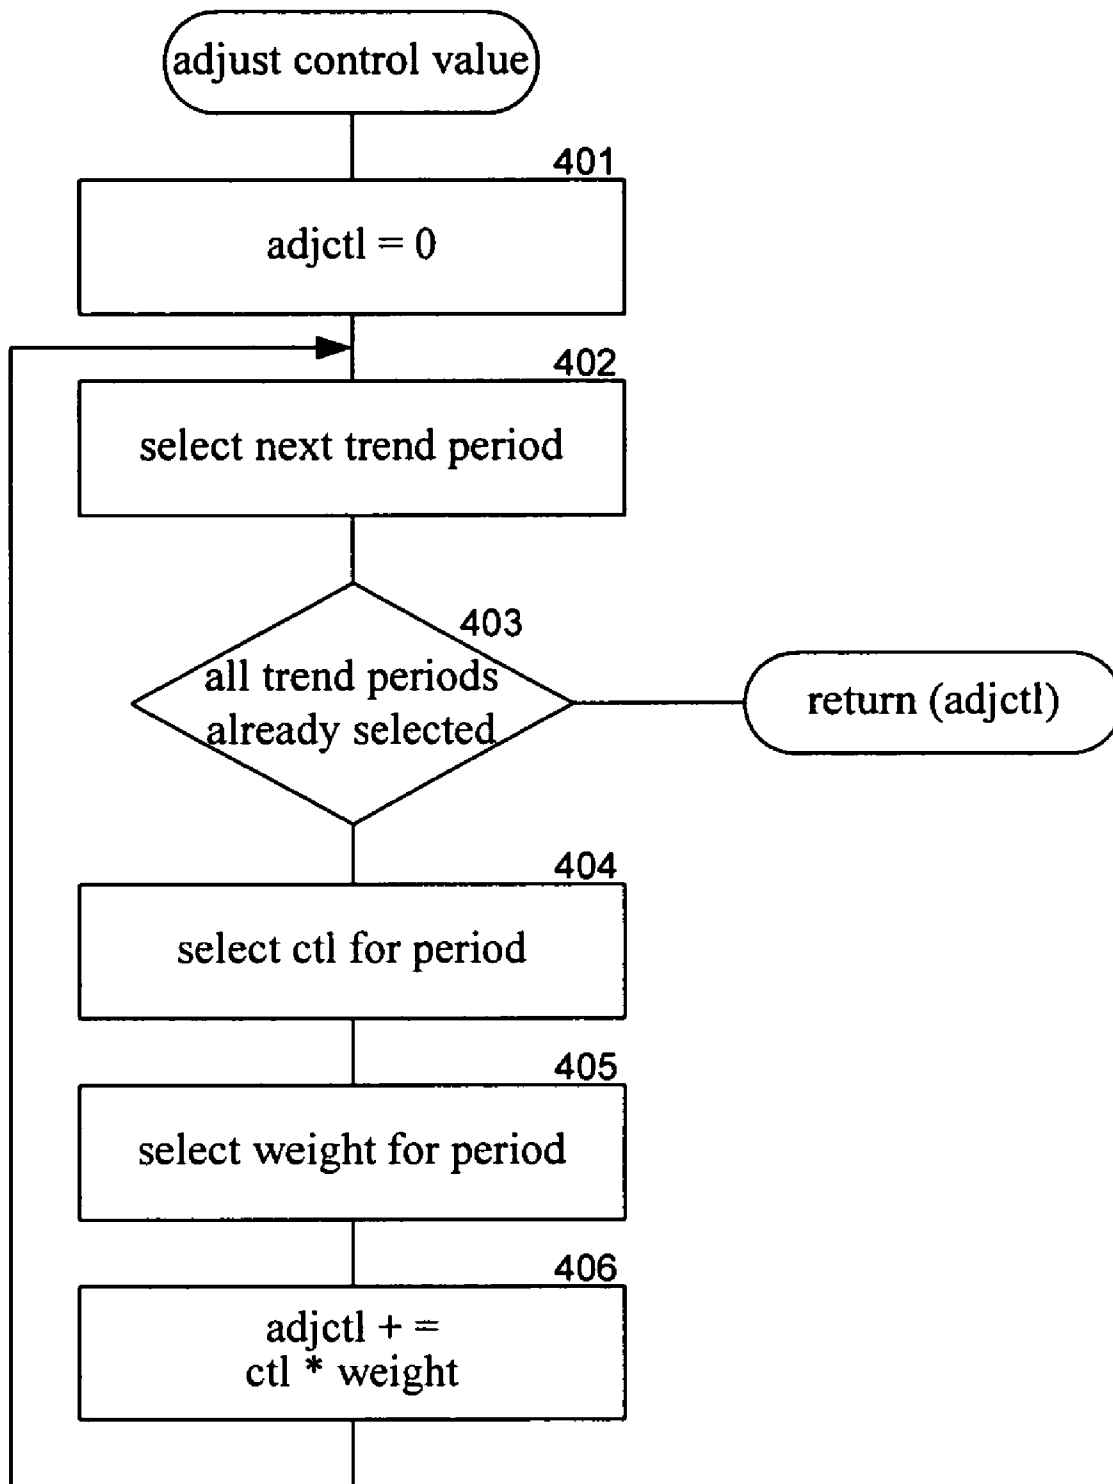 adjust control value
401
adjctl = 0
402
select next trend period
403
all trend periods
already selected
return (adjctl)
404
select ctl for period
405
select weight for period
406
adjctl + =
ctl * weight